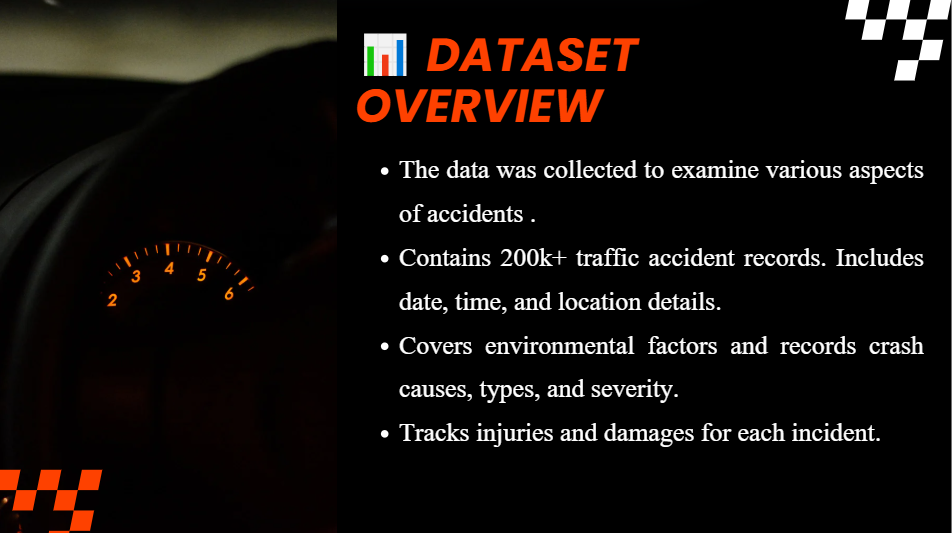 📊 DATASET
OVERVIEW
• The data was collected to examine various aspects
of accidents .
• Contains 200k+ traffic accident records. Includes
date, time, and location details.
• Covers environmental factors and records crash
causes, types, and severity.
• Tracks injuries and damages for each incident.
2 3 4 5 6